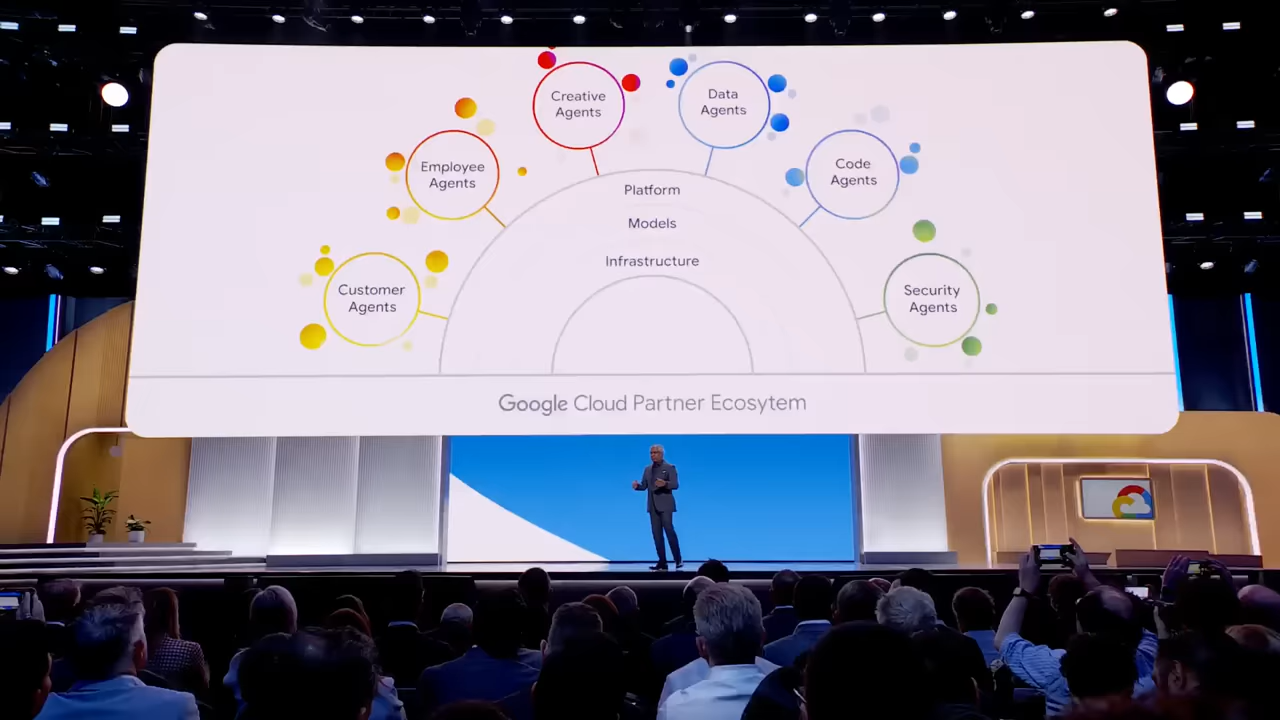 Creative
Agents
Data
Agents
Employee
Agents
Code
Agents
Platform
Models
Infrastructure
Customer
Agents
Security
Agents
Google Cloud Partner Ecosytem